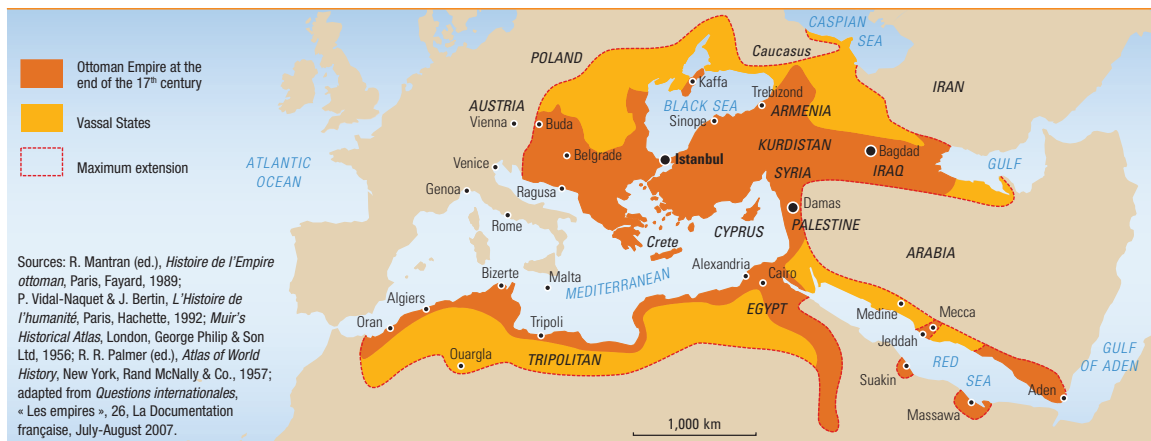 Ottoman Empire at the
end of the 17th century
Vassal States
Maximum extension
Sources: R. Mantran (ed.), Histoire de l'Empire
ottoman, Paris, Fayard, 1989;
P. Vidal-Naquet & J. Bertin, L'Histoire de
l'humanité, Paris, Hachette, 1992; Muir's
Historical Atlas, London, George Philip & Son
Ltd, 1956; R. R. Palmer (ed.), Atlas of World
History, New York, Rand McNally & Co., 1957;
adapted from Questions internationales,
« Les empires », 26, La Documentation
française, July-August 2007.
CASPIAN
SEA
POLAND
Caucasus
Kaffa
IRAN
Trebizond
AUSTRIA
BLACK SEA
ARMENIA
Vienna
Buda
Sinope
KURDISTAN
Bagdad
Belgrade
Istanbul
ATLANTIC
OCEAN
Venice
IRAQ
GULF
SYRIA
Genoa
Ragusa
Damas
Rome
CYPRUS
PALESTINE
Crete
ARABIA
Alexandria
Cairo
Bizerte
Malta
MEDITERRANEAN
EGYPT
Algiers
Medine
Mecca
Oran
Tripoli
Jeddah
Ouargla
TRIPOLITAN
RED
SEA
GULF
OF ADEN
Suakin
Aden
Massawa
1,000 km